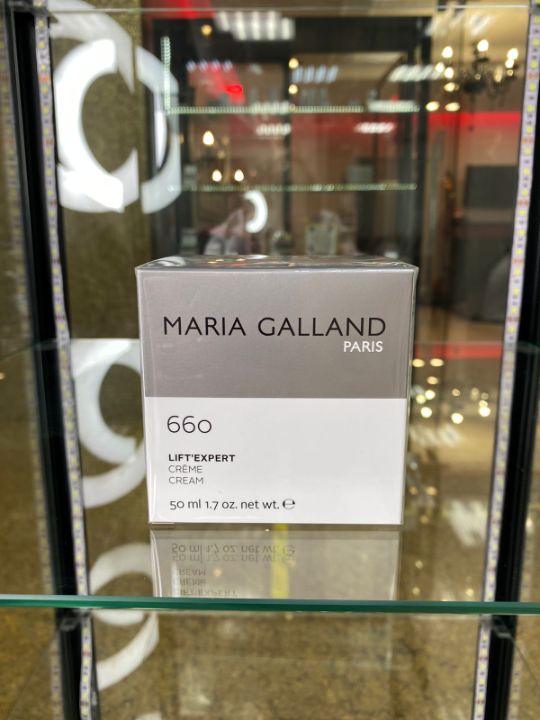 MARIA GALLAND
PARIS
660
LIFT'EXPERT
CRÈME
CREAM
50 ml 1.7 oz. net wt. ℮